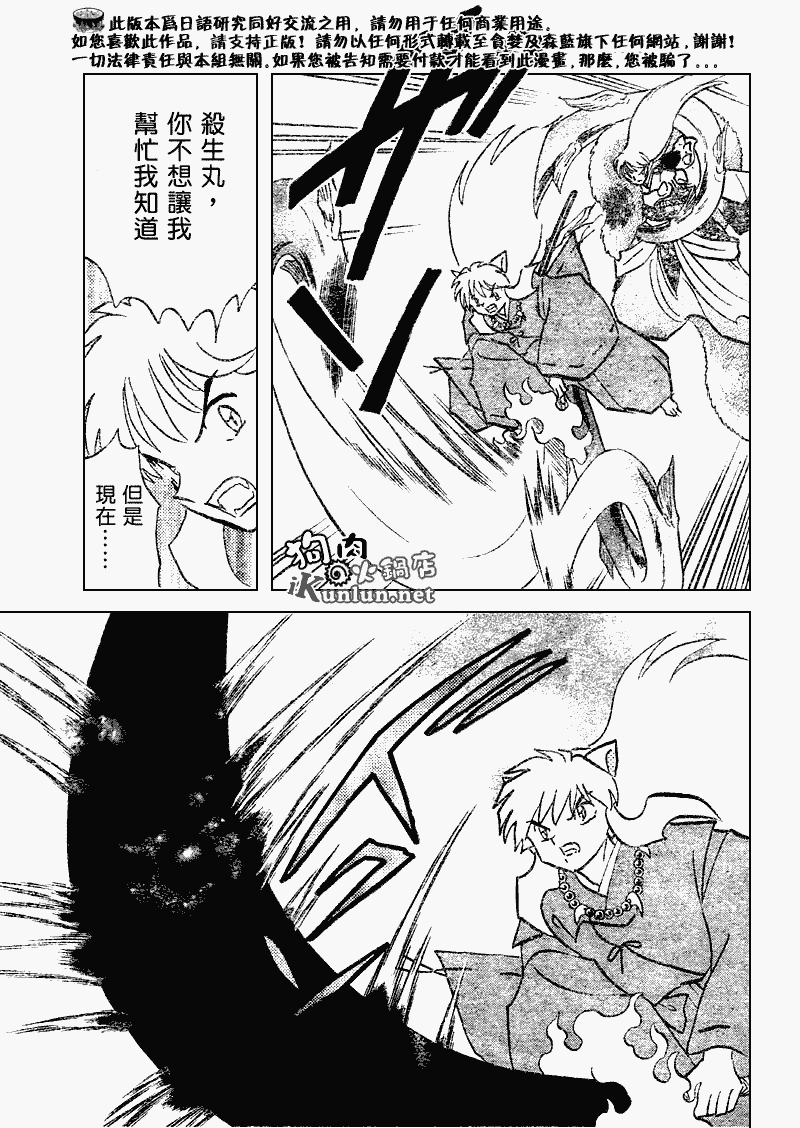 此版本爲日語研究同好交流之用，請勿用于任何商業用途。
如您喜歡此作品，請支持正版！請勿以任何形式轉載至貪婪及森藍旗下任何網站，謝謝！
一切法律責任與本組無關。如果您被告知需要付款才能看到此漫畫，那麼，您被騙了...
殺生丸，
你不想讓我
幫忙我知道
但是
現在……
狗肉
火鍋店
iKunlun.net